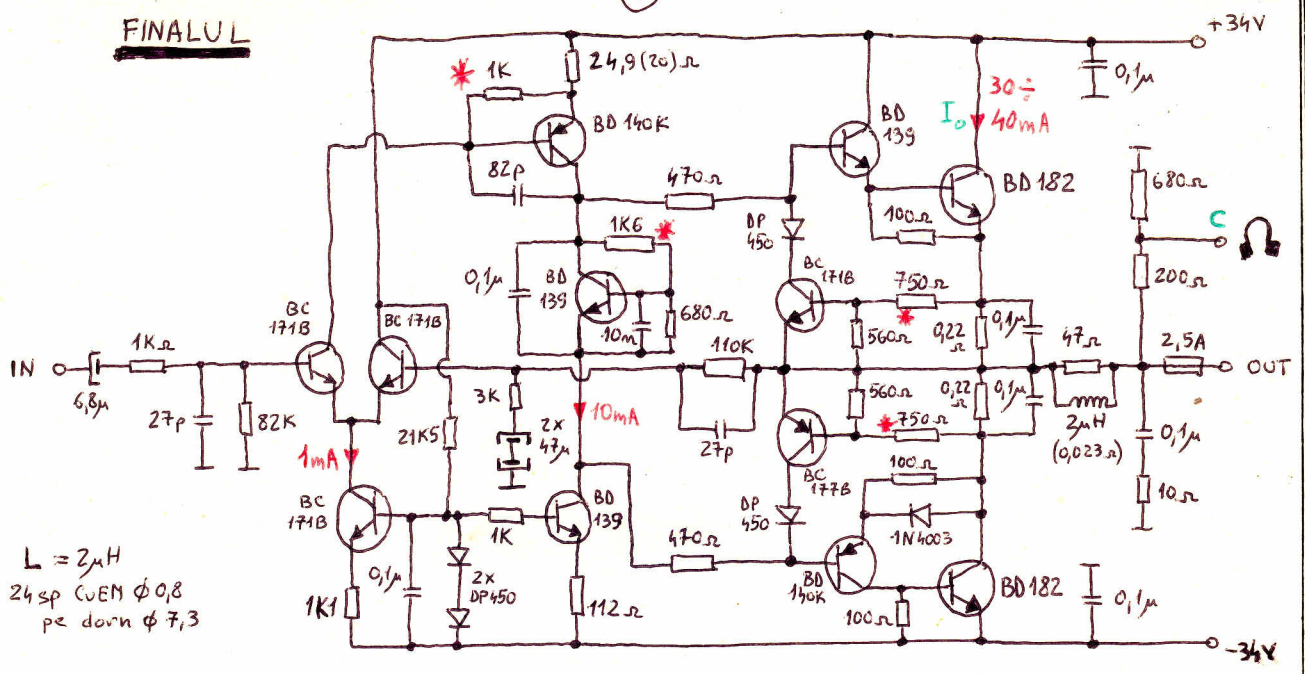 FINALUL
+34V
24,9(20)Ω
0,1µ
* 1K
30÷
40mA
I₀
BD 140K
BD
139
BD 182
82p
470Ω
680Ω
100Ω
C
1K6 *
DP
450
BC
171B
750Ω
*
200Ω
0,1µ
BD
139
680Ω
10n
560Ω
0,22
Ω
0,1µ
47Ω
2,5A
BC
171B
BC 171B
1KΩ
110K
IN
OUT
6,8µ
27p
82K
3K
2x
47µ
10mA
27p
560Ω
0,22
Ω
0,1µ
* 750Ω
2µH
(0,023Ω)
0,1µ
21K5
1mA
BC
177B
100Ω
10Ω
BC
171B
1K
BD
139
DP
450
1N4003
470Ω
L = 2µH
24 sp CuEM φ 0,8
pe dorn φ 7,3
0,1µ
2x
DP450
1K1
112Ω
BD
140K
100Ω
BD 182
0,1µ
-34V